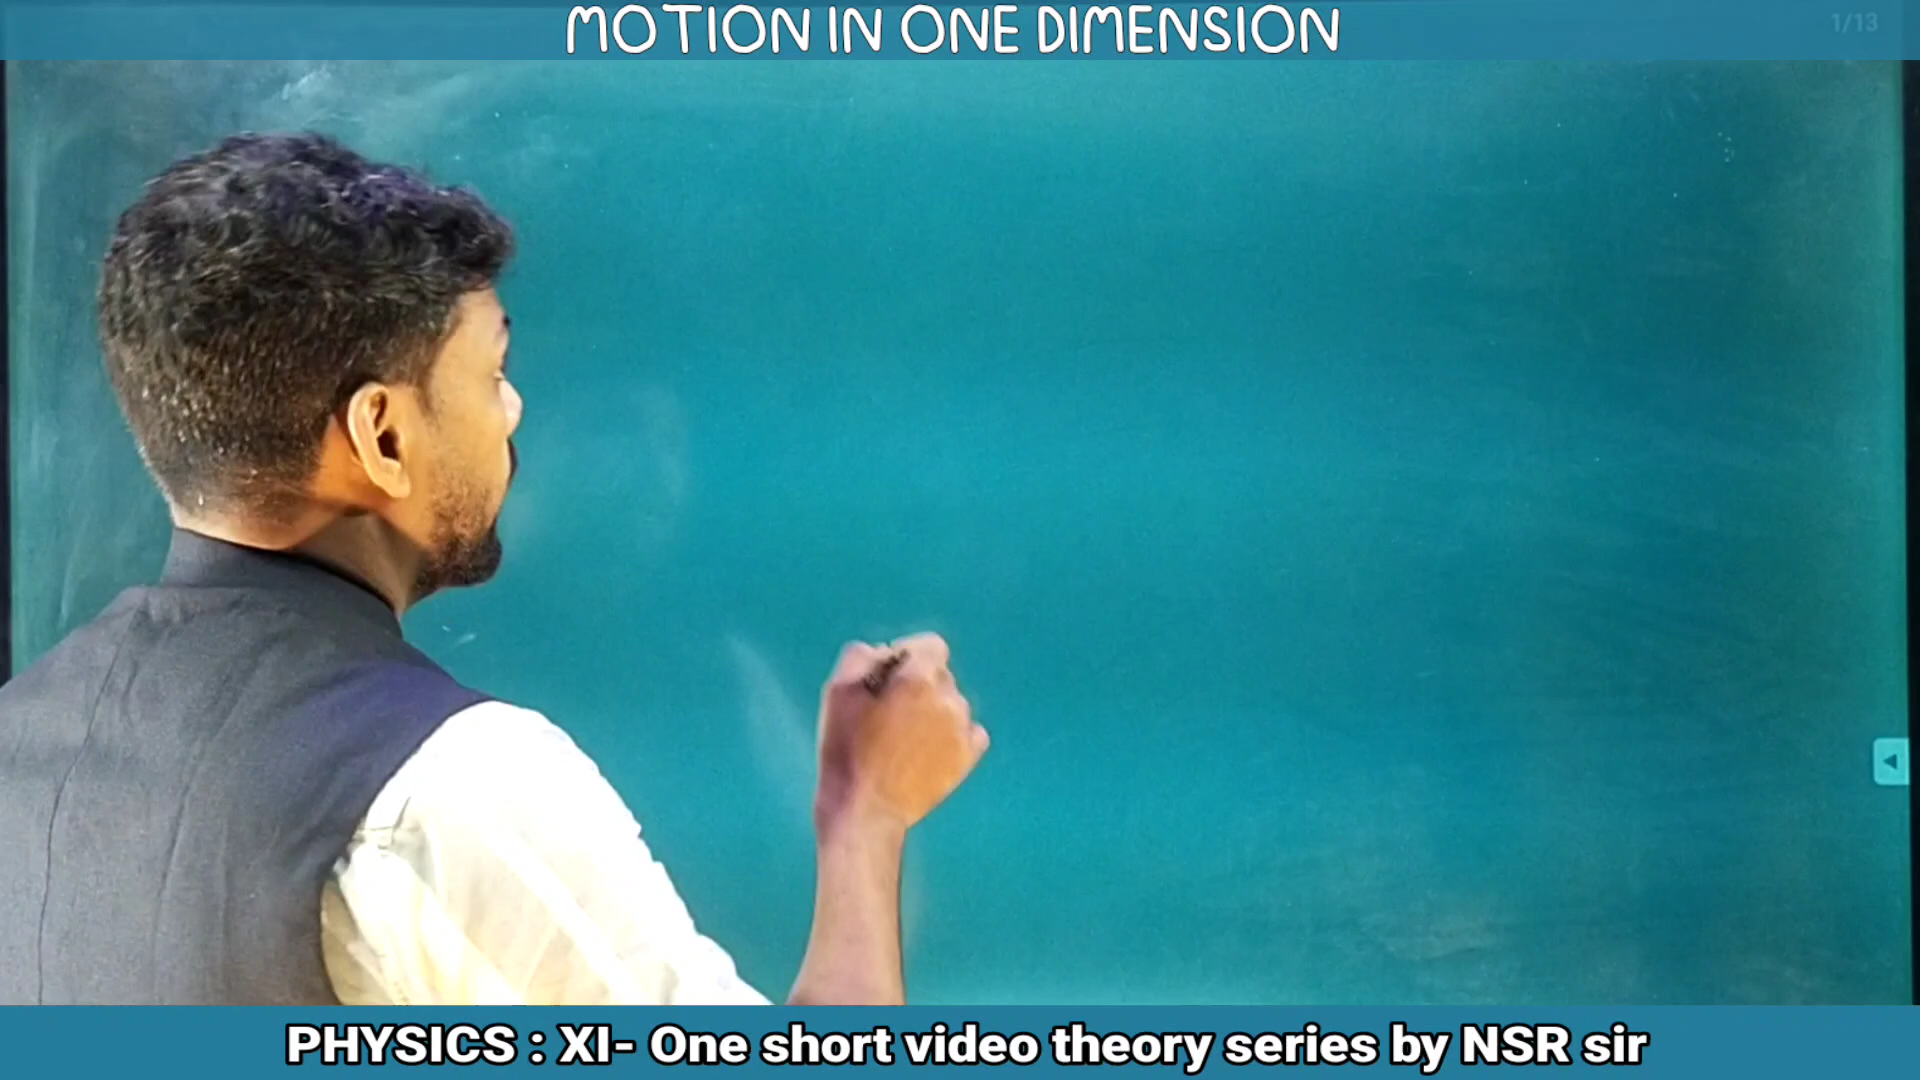 MOTION IN ONE DIMENSION
1/13
PHYSICS : XI- One short video theory series by NSR sir